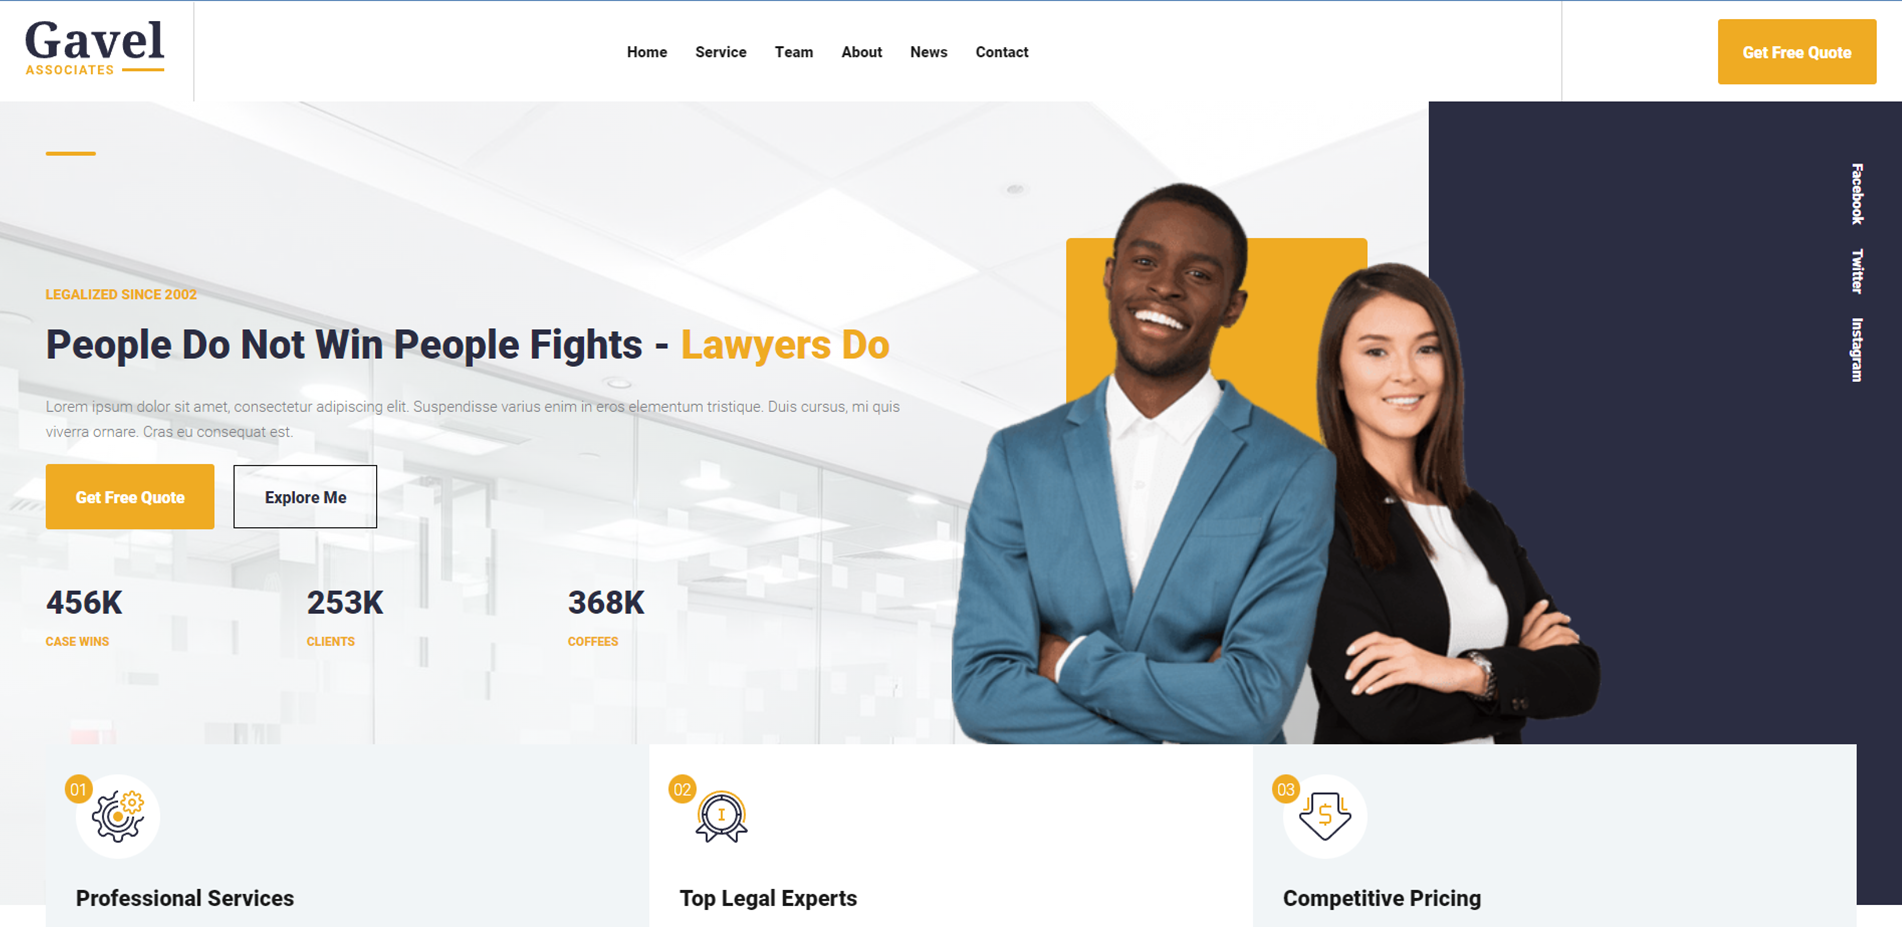 Gavel
ASSOCIATES
Home Service Team About News Contact
Get Free Quote
Facebook Twitter Instagram
LEGALIZED SINCE 2002
People Do Not Win People Fights - Lawyers Do
Lorem ipsum dolor sit amet, consectetur adipiscing elit. Suspendisse varius enim in eros elementum tristique. Duis cursus, mi quis
viverra ornare. Cras eu consequat est.
Get Free Quote Explore Me
456K 253K 368K
CASE WINS CLIENTS COFFEES
01 02 03
I $
Professional Services Top Legal Experts Competitive Pricing